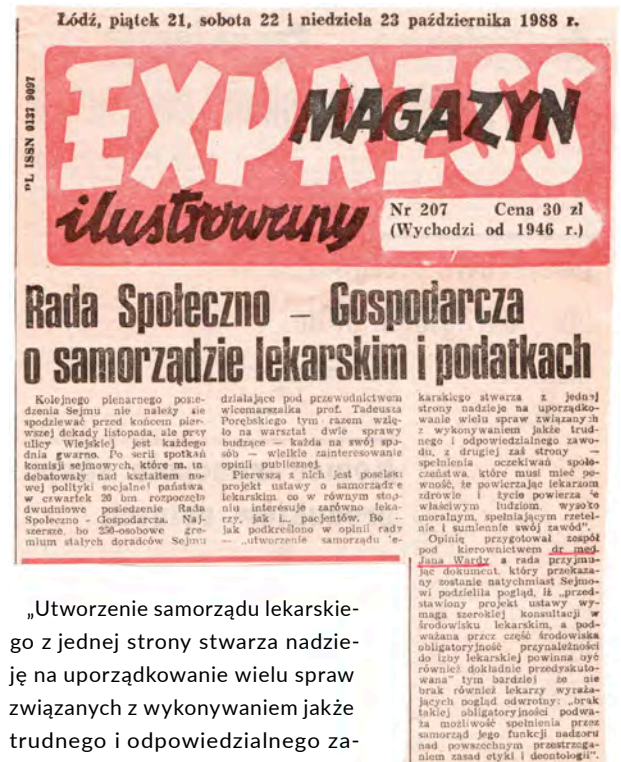 Łódź, piątek 21, sobota 22 i niedziela 23 października 1988 r.
PL ISSN 0137 9097
EXPRESS
MAGAZYN
ilustrowany
Nr 207 Cena 30 zł
(Wychodzi od 1946 r.)
Rada Społeczno – Gospodarcza
o samorządzie lekarskim i podatkach
Kolejnego plenarnego posie-
dzenia Sejmu nie należy się
spodziewać przed końcem pier-
wszej dekady listopada, ale przy
ulicy Wiejskiej jest każdego
dnia gwarno. Po serii spotkań
komisji sejmowych, które m. in.
debatowały nad kształtem no-
wej polityki socjalnej państwa
w czwartek 20 bm. rozpoczęła
dwudniowe posiedzenie Rada
Społeczno - Gospodarcza. Naj-
szersze, bo 250-osobowe gre-
mium stałych doradców Sejmu
działające pod przewodnictwem
wicemarszałka prof. Tadeusza
Porębskiego tym razem wzię-
ło na warsztat dwie sprawy
budzące — każda na swój spo-
sób — wielkie zainteresowanie
opinii publicznej.
Pierwszą z nich jest poselski
projekt ustawy o samorządzie
lekarskim co w równym stop-
niu interesuje zarówno leka-
rzy, jak i... pacjentów. Bo —
jak podkreślono w opinii rady
— „utworzenie samorządu le-
karskiego stwarza z jednej
strony nadzieje na uporządko-
wanie wielu spraw związanych
z wykonywaniem jakże trud-
nego i odpowiedzialnego zawo-
du, z drugiej zaś strony —
spełnienia oczekiwań społe-
czeństwa, które musi mieć pe-
wność, że powierzając lekarzom
zdrowie i życie powierza je
właściwym ludziom, wysoko
moralnym, spełniającym rzetel-
nie i sumiennie swój zawód".
Opinię przygotował zespół
pod kierownictwem dr med.
Jana Wardy a rada przyjmu-
jąc dokument, który przekaza-
ny zostanie natychmiast Sejmo-
wi podzieliła pogląd, iż „przed-
stawiony projekt ustawy wy-
maga szerokiej konsultacji w
środowisku lekarskim, a pod-
ważana przez część środowiska
obligatoryjność przynależności
do izby lekarskiej powinna być
również dokładnie przedyskuto-
wana" tym bardziej że nie
brak również lekarzy wyraża-
jących pogląd odwrotny: „brak
takiej obligatoryjności podwa-
ża możliwość spełnienia przez
samorząd jego funkcji nadzoru
nad powszechnym przestrzega-
niem zasad etyki i deontologii".
„Utworzenie samorządu lekarskie-
go z jednej strony stwarza nadzie-
ję na uporządkowanie wielu spraw
związanych z wykonywaniem jakże
trudnego i odpowiedzialnego za-